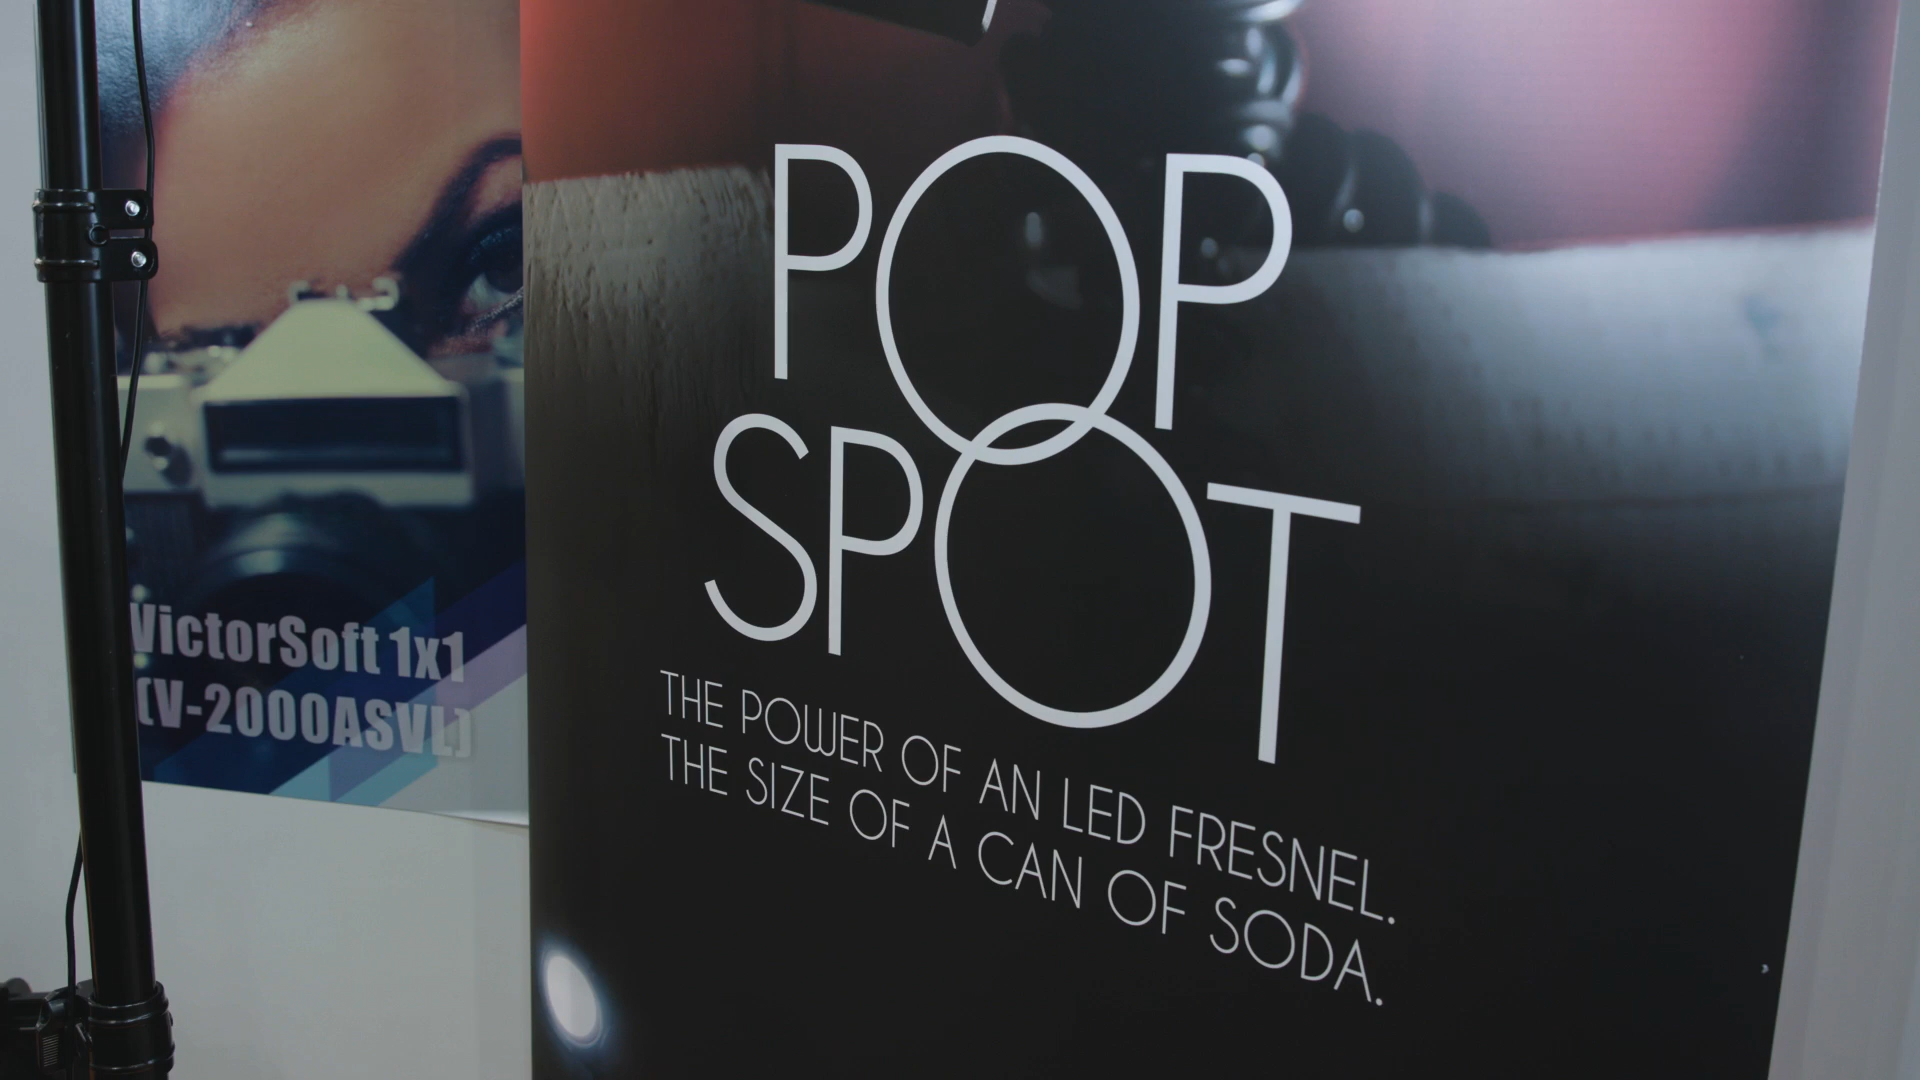 VictorSoft 1x1
(V-2000ASVL)
POP
SPOT
THE POWER OF AN LED FRESNEL.
THE SIZE OF A CAN OF SODA.